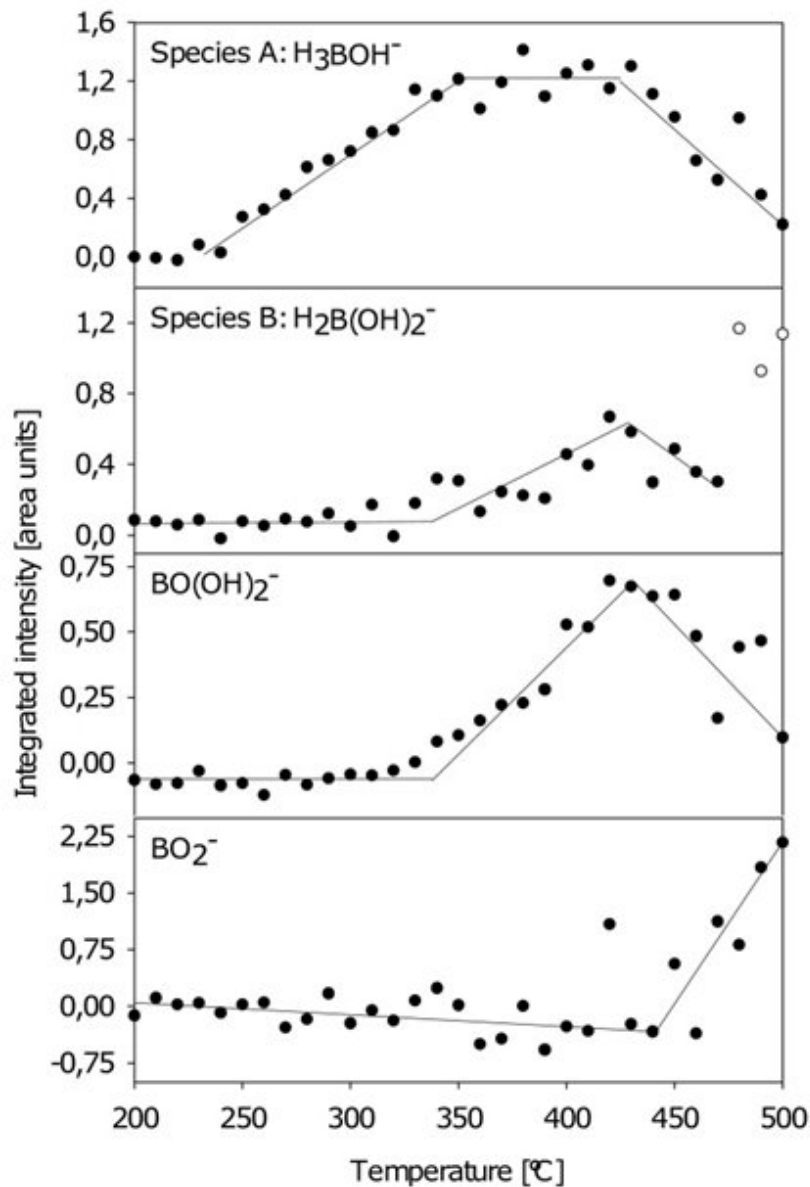 1,6
Species A: H₃BOH⁻
1,2
0,8
0,4
0,0
Species B: H₂B(OH)₂⁻
1,2
0,8
0,4
0,0
Integrated intensity [area units]
0,75
BO(OH)₂⁻
0,50
0,25
0,00
2,25
BO₂⁻
1,50
0,75
0,00
-0,75
200 250 300 350 400 450 500
Temperature [°C]